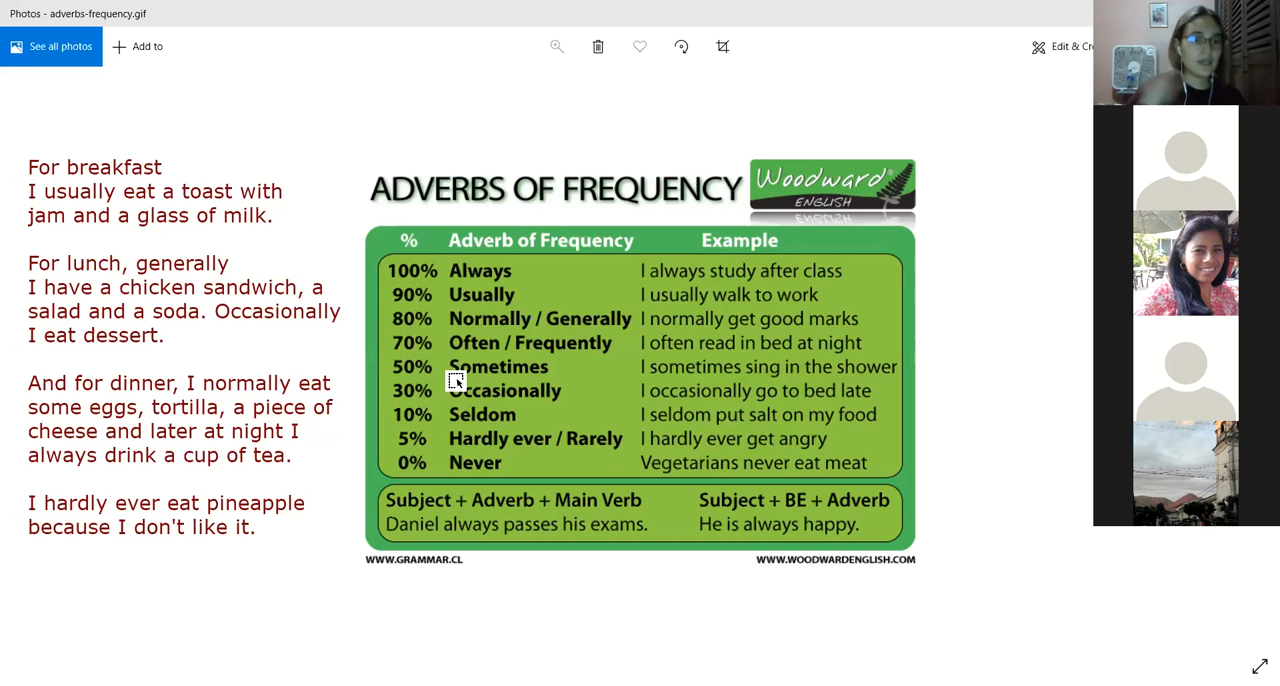 Photos - adverbs-frequency.gif
See all photos
Add to
Edit & Cr
For breakfast
I usually eat a toast with
jam and a glass of milk.
For lunch, generally
I have a chicken sandwich, a
salad and a soda. Occasionally
I eat dessert.
And for dinner, I normally eat
some eggs, tortilla, a piece of
cheese and later at night I
always drink a cup of tea.
I hardly ever eat pineapple
because I don't like it.
ADVERBS OF FREQUENCY
Woodward®
ENGLISH
% Adverb of Frequency Example
100% Always I always study after class
90% Usually I usually walk to work
80% Normally / Generally I normally get good marks
70% Often / Frequently I often read in bed at night
50% Sometimes I sometimes sing in the shower
30% Occasionally I occasionally go to bed late
10% Seldom I seldom put salt on my food
5% Hardly ever / Rarely I hardly ever get angry
0% Never Vegetarians never eat meat
Subject + Adverb + Main Verb Subject + BE + Adverb
Daniel always passes his exams. He is always happy.
WWW.GRAMMAR.CL WWW.WOODWARDENGLISH.COM